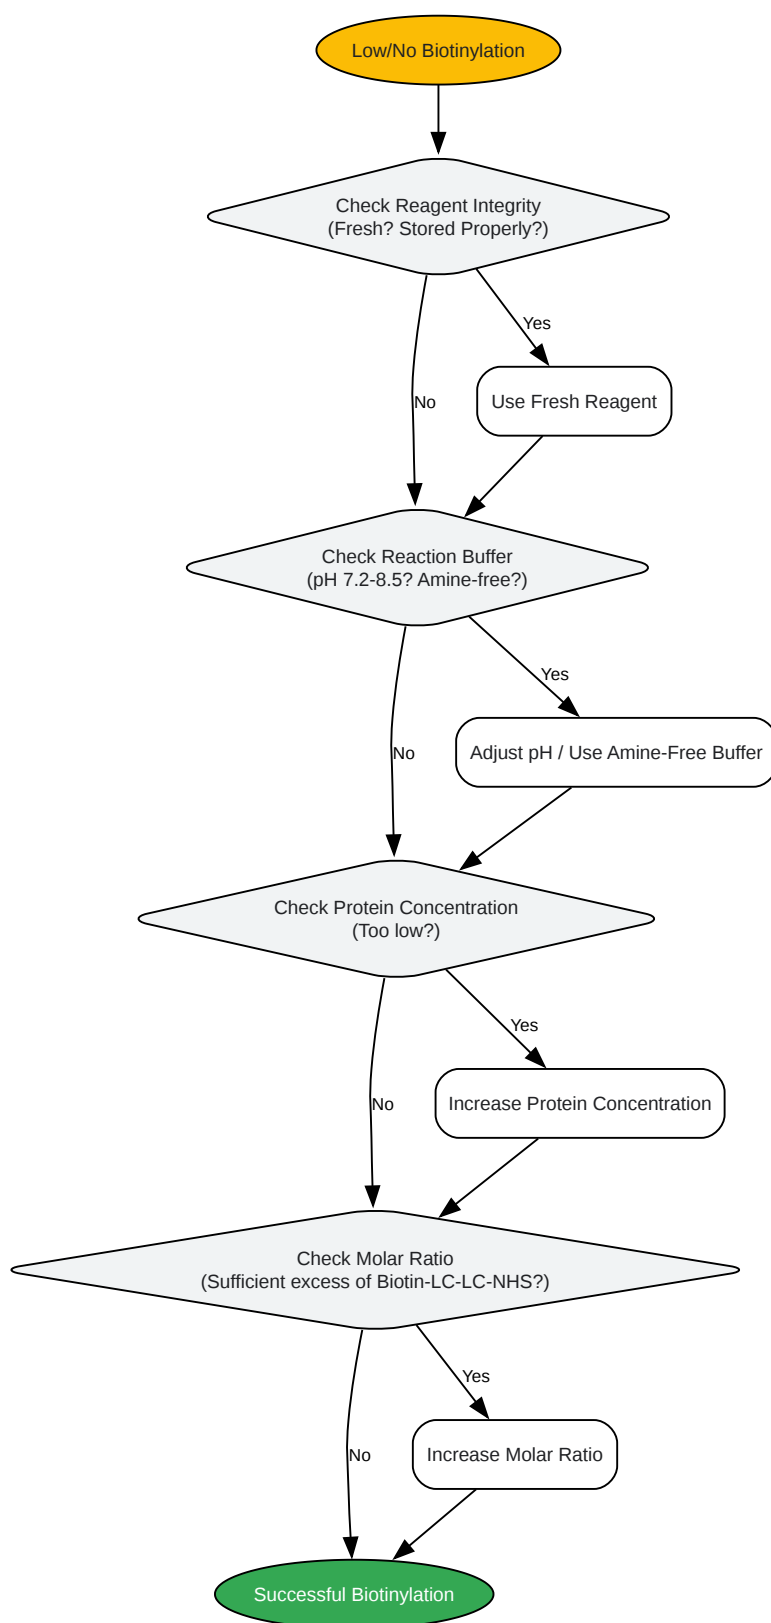 Low/No Biotinylation
Check Reagent Integrity
(Fresh? Stored Properly?)
Yes
No
Use Fresh Reagent
Check Reaction Buffer
(pH 7.2-8.5? Amine-free?)
Yes
No
Adjust pH / Use Amine-Free Buffer
Check Protein Concentration
(Too low?)
Yes
No
Increase Protein Concentration
Check Molar Ratio
(Sufficient excess of Biotin-LC-LC-NHS?)
Yes
No
Increase Molar Ratio
Successful Biotinylation